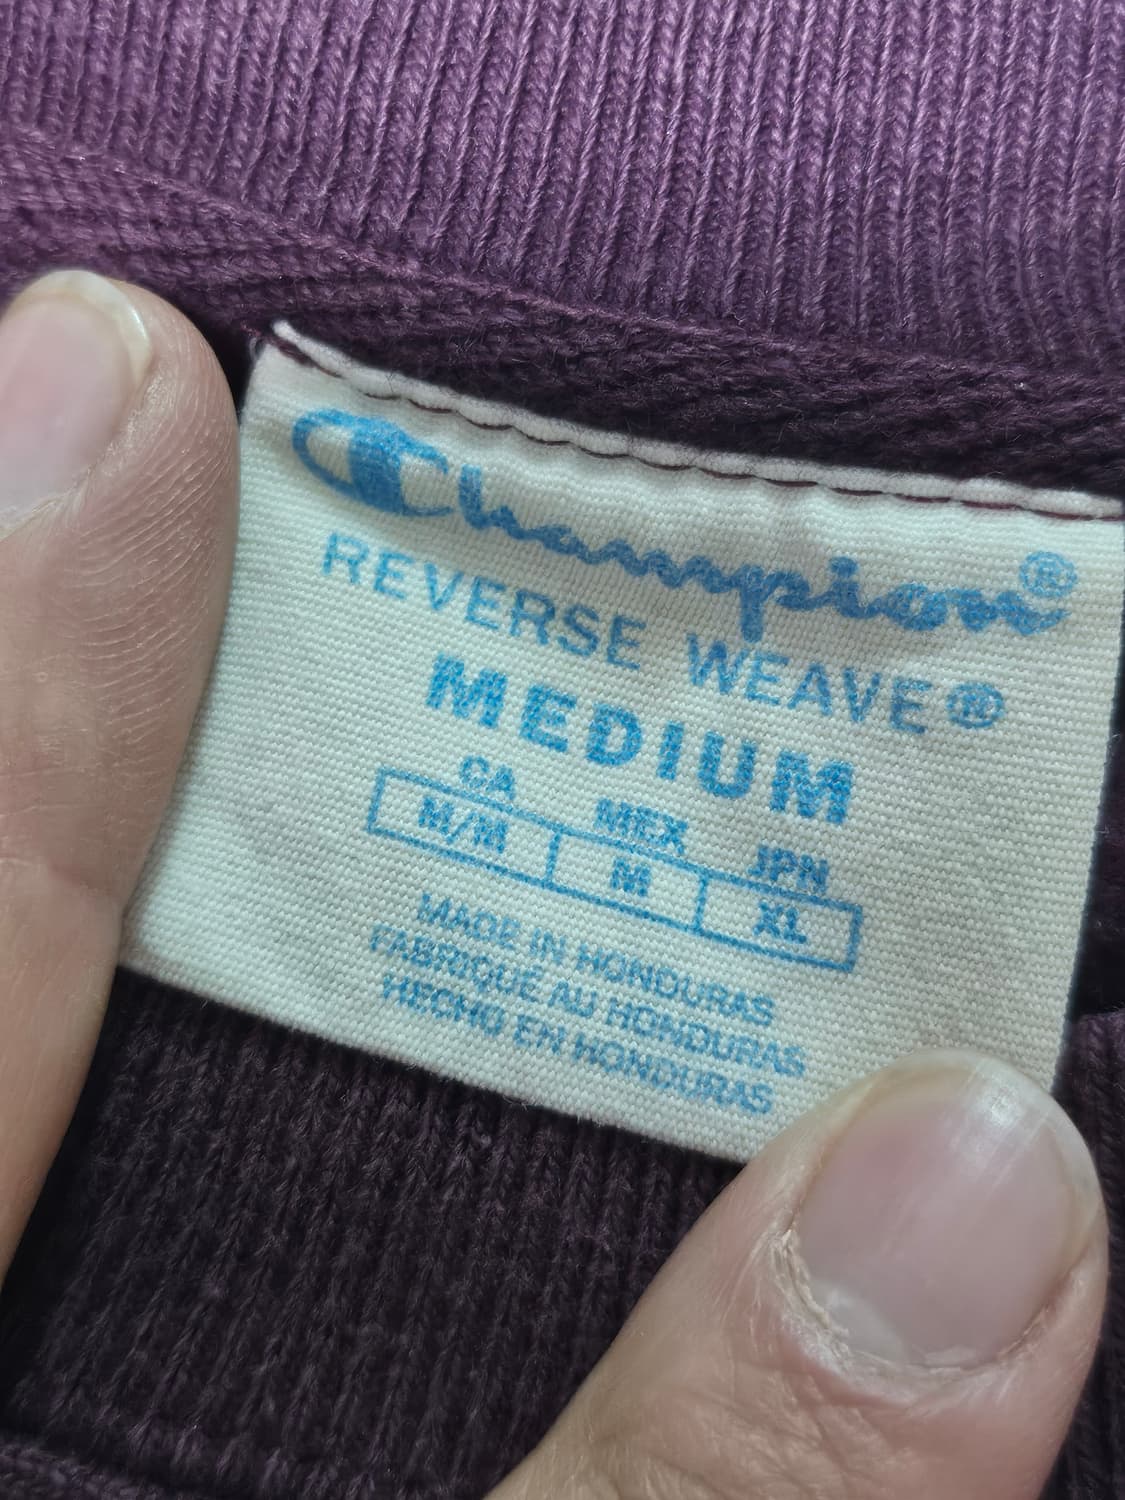 Champion®
REVERSE WEAVE®
MEDIUM
CA MEX JPN
M/M M XL
MADE IN HONDURAS
FABRIQUÉ AU HONDURAS
HECHO EN HONDURAS